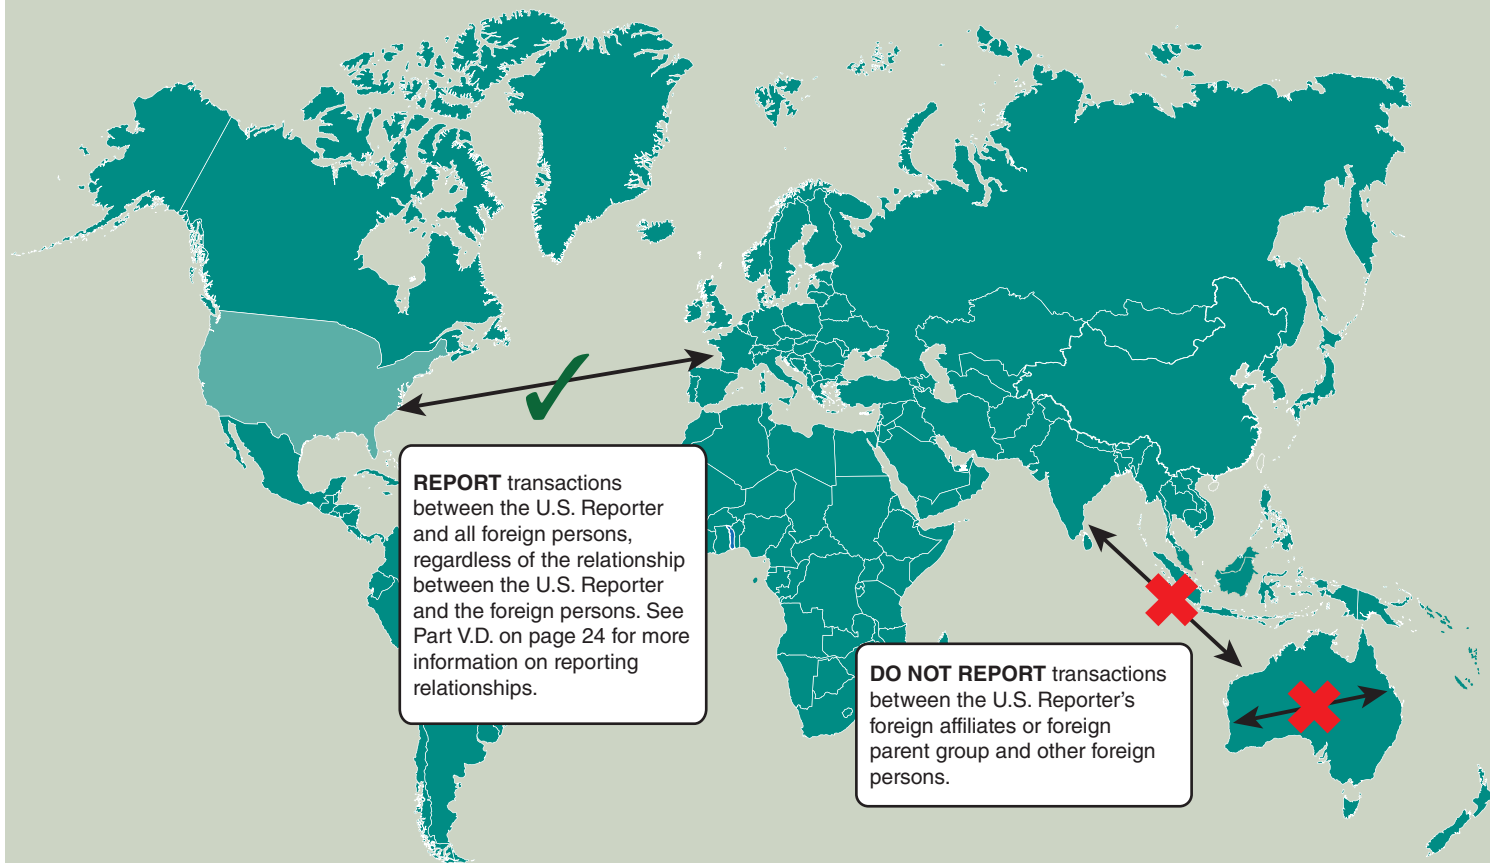 REPORT transactions
between the U.S. Reporter
and all foreign persons,
regardless of the relationship
between the U.S. Reporter
and the foreign persons. See
Part V.D. on page 24 for more
information on reporting
relationships.
DO NOT REPORT transactions
between the U.S. Reporter’s
foreign affiliates or foreign
parent group and other foreign
persons.